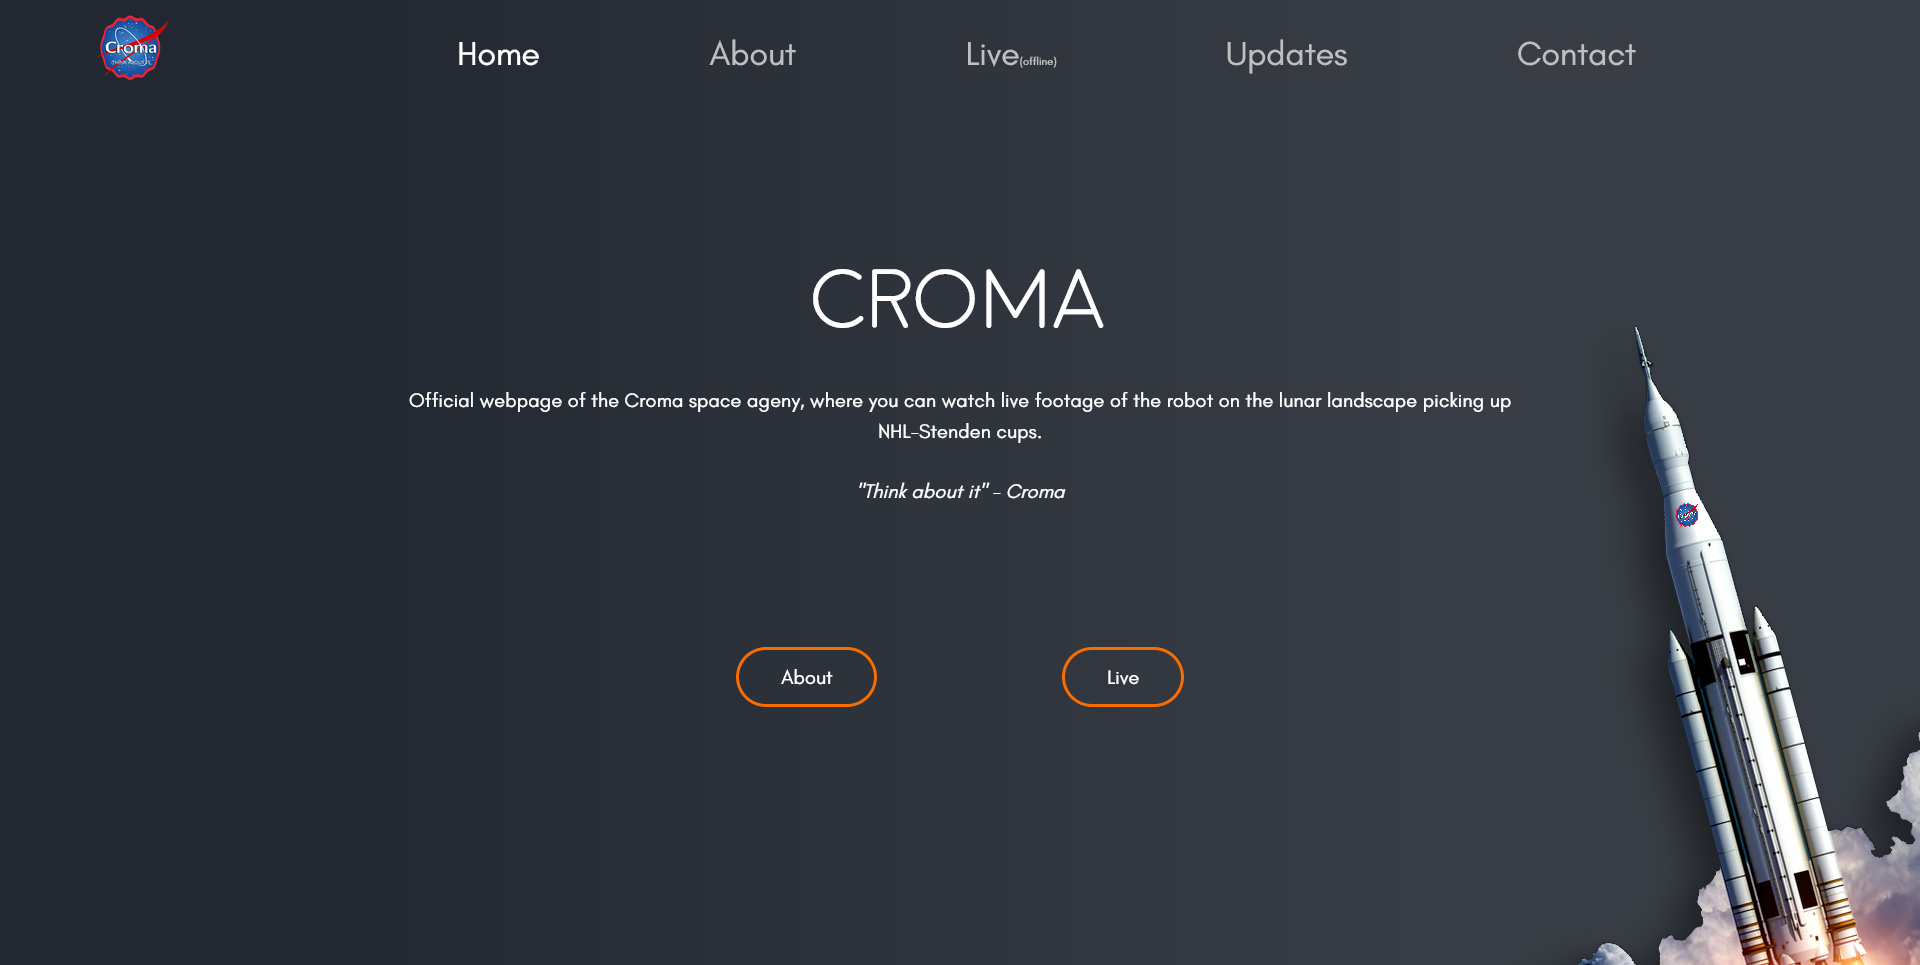 Croma
THINK ABOUT IT
Home
About
Live(offline)
Updates
Contact
CROMA
Official webpage of the Croma space ageny, where you can watch live footage of the robot on the lunar landscape picking up
NHL-Stenden cups.
"Think about it" - Croma
About
Live